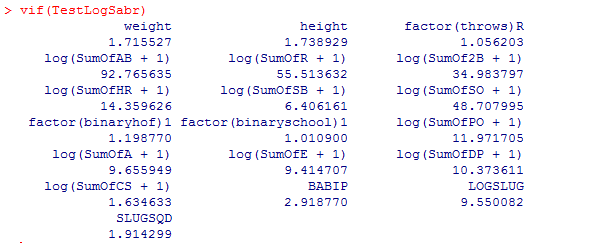 > vif(TestLogSabr)
weight height factor(throws)R
1.715527 1.738929 1.056203
log(SumOfAB + 1) log(SumOfR + 1) log(SumOf2B + 1)
92.765635 55.513632 34.983797
log(SumOfHR + 1) log(SumOfSB + 1) log(SumOfSO + 1)
14.359626 6.406161 48.707995
factor(binaryhof)1 factor(binaryschool)1 log(SumOfPO + 1)
1.198770 1.010900 11.971705
log(SumOfA + 1) log(SumOfE + 1) log(SumOfDP + 1)
9.655949 9.414707 10.373611
log(SumOfCS + 1) BABIP LOGSLUG
1.634633 2.918770 9.550082
SLUGSQD
1.914299